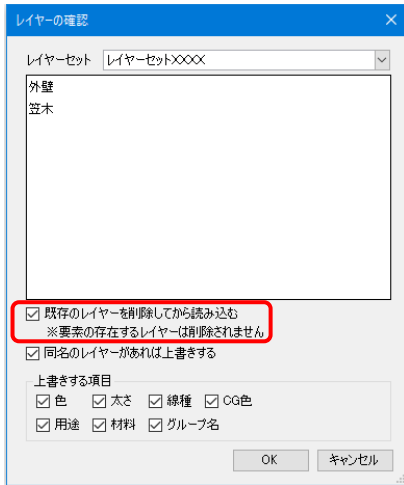 レイヤーの確認
レイヤーセット レイヤーセットXXXX
外壁
笠木
既存のレイヤーを削除してから読み込む
※要素の存在するレイヤーは削除されません
同名のレイヤーがあれば上書きする
上書きする項目
色 太さ 線種 CG色
用途 材料 グループ名
OK キャンセル